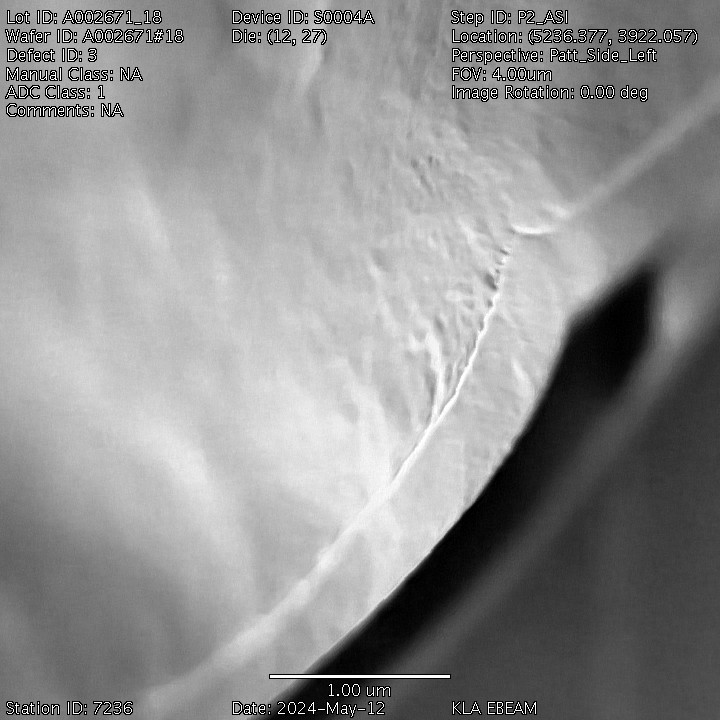 Lot ID: A002671_18 Device ID: S0004A Step ID: P2_ASI
Wafer ID: A002671#18 Die: (12, 27) Location: (5236.377, 3922.057)
Defect ID: 3 Perspective: Patt_Side_Left
Manual Class: NA FOV: 4.00um
ADC Class: 1 Image Rotation: 0.00 deg
Comments: NA
1.00 um
Station ID: 7236 Date: 2024-May-12 KLA EBEAM